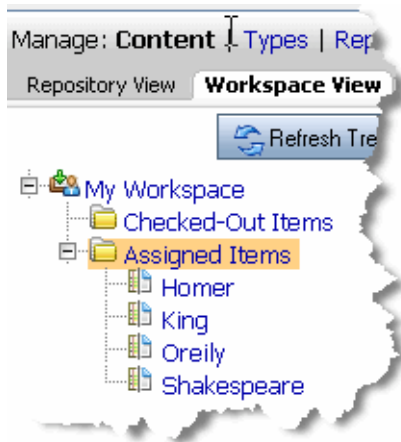 Manage: Content | Types | Rep
Repository View Workspace View
Refresh Tre
My Workspace
Checked-Out Items
Assigned Items
Homer
King
Oreily
Shakespeare